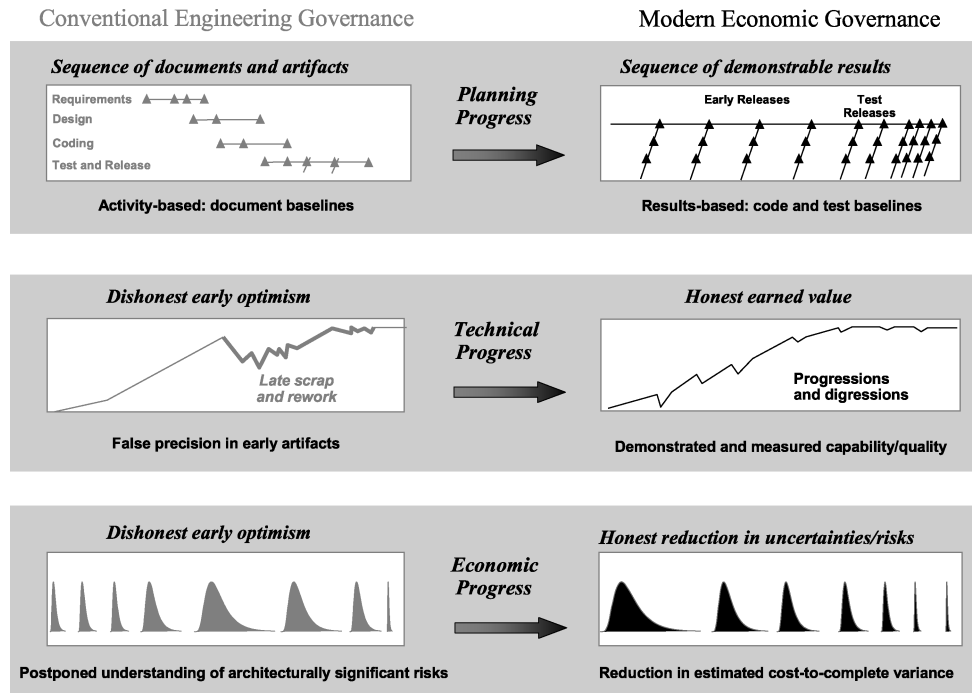 Conventional Engineering Governance
Modern Economic Governance
Sequence of documents and artifacts
Requirements
Design
Coding
Test and Release
Activity-based: document baselines
Planning
Progress
Sequence of demonstrable results
Early Releases
Test
Releases
Results-based: code and test baselines
Dishonest early optimism
Late scrap
and rework
False precision in early artifacts
Technical
Progress
Honest earned value
Progressions
and digressions
Demonstrated and measured capability/quality
Dishonest early optimism
Postponed understanding of architecturally significant risks
Economic
Progress
Honest reduction in uncertainties/risks
Reduction in estimated cost-to-complete variance